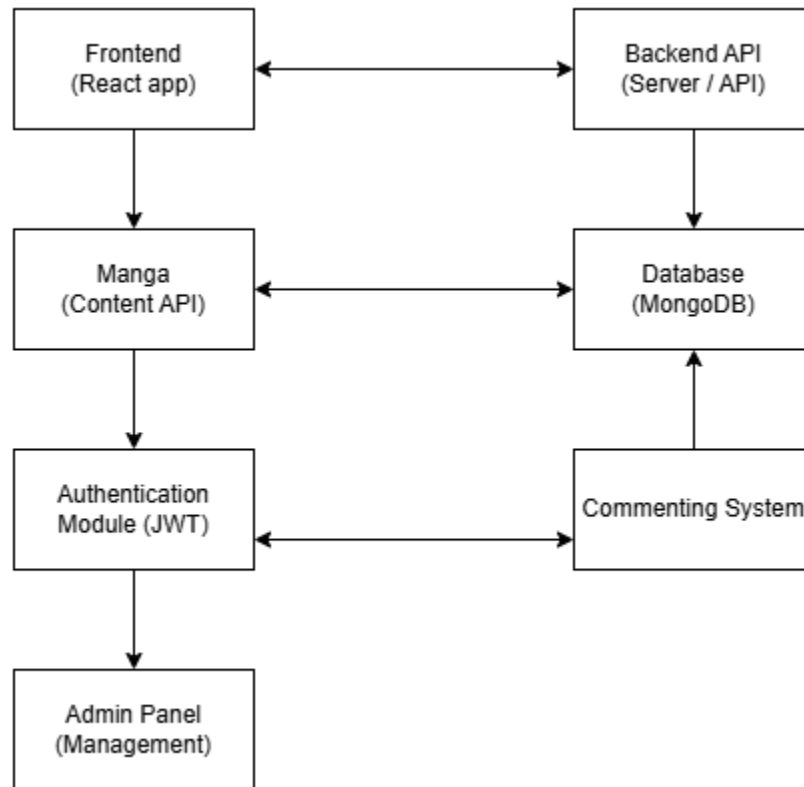 Frontend
(React app)
Backend API
(Server / API)
Manga
(Content API)
Database
(MongoDB)
Authentication
Module (JWT)
Commenting System
Admin Panel
(Management)